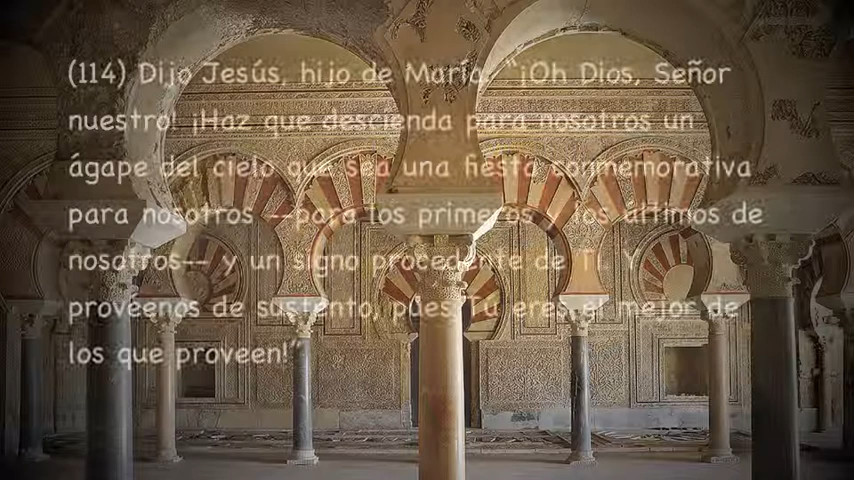 (114) Dijo Jesús, hijo de María, "¡Oh Dios, Señor
nuestro! ¡Haz que descienda para nosotros un
ágape del cielo que sea una fiesta conmemorativa
para nosotros —para los primeros y los últimos de
nosotros-- y un signo procedente de Ti. Y
proveenos de sustento, pues Tu eres el mejor de
los que proveen!"